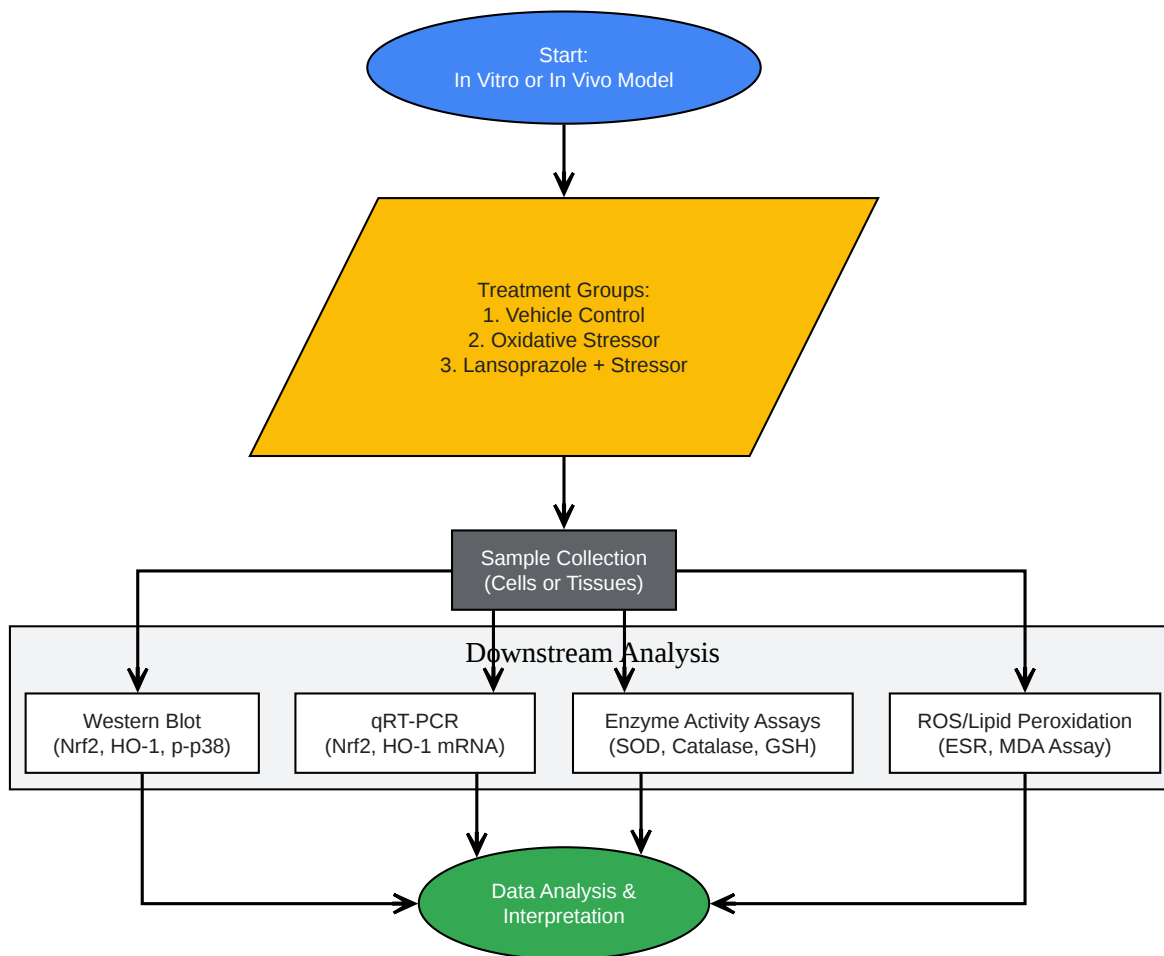 Start:
In Vitro or In Vivo Model
Treatment Groups:
1. Vehicle Control
2. Oxidative Stressor
3. Lansoprazole + Stressor
Sample Collection
(Cells or Tissues)
Downstream Analysis
Western Blot
(Nrf2, HO-1, p-p38)
qRT-PCR
(Nrf2, HO-1 mRNA)
Enzyme Activity Assays
(SOD, Catalase, GSH)
ROS/Lipid Peroxidation
(ESR, MDA Assay)
Data Analysis &
Interpretation